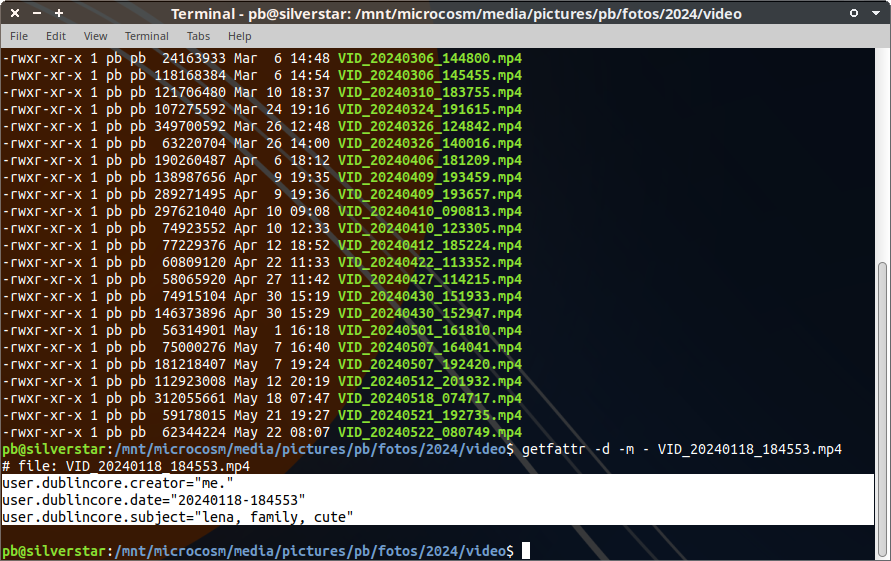 Terminal - pb@silverstar: /mnt/microcosm/media/pictures/pb/fotos/2024/video
File Edit View Terminal Tabs Help
-rwxr-xr-x 1 pb pb  24163933 Mar  6 14:48 VID_20240306_144800.mp4
-rwxr-xr-x 1 pb pb 118168384 Mar  6 14:54 VID_20240306_145455.mp4
-rwxr-xr-x 1 pb pb 121706480 Mar 10 18:37 VID_20240310_183755.mp4
-rwxr-xr-x 1 pb pb 107275592 Mar 24 19:16 VID_20240324_191615.mp4
-rwxr-xr-x 1 pb pb 349700592 Mar 26 12:48 VID_20240326_124842.mp4
-rwxr-xr-x 1 pb pb  63220704 Mar 26 14:00 VID_20240326_140016.mp4
-rwxr-xr-x 1 pb pb 190260487 Apr  6 18:12 VID_20240406_181209.mp4
-rwxr-xr-x 1 pb pb 138987656 Apr  9 19:35 VID_20240409_193459.mp4
-rwxr-xr-x 1 pb pb 289271495 Apr  9 19:36 VID_20240409_193657.mp4
-rwxr-xr-x 1 pb pb 297621040 Apr 10 09:08 VID_20240410_090813.mp4
-rwxr-xr-x 1 pb pb  74923552 Apr 10 12:33 VID_20240410_123305.mp4
-rwxr-xr-x 1 pb pb  77229376 Apr 12 18:52 VID_20240412_185224.mp4
-rwxr-xr-x 1 pb pb  60809120 Apr 22 11:33 VID_20240422_113352.mp4
-rwxr-xr-x 1 pb pb  58065920 Apr 27 11:42 VID_20240427_114215.mp4
-rwxr-xr-x 1 pb pb  74915104 Apr 30 15:19 VID_20240430_151933.mp4
-rwxr-xr-x 1 pb pb 146373896 Apr 30 15:29 VID_20240430_152947.mp4
-rwxr-xr-x 1 pb pb  56314901 May  1 16:18 VID_20240501_161810.mp4
-rwxr-xr-x 1 pb pb  75000276 May  7 16:40 VID_20240507_164041.mp4
-rwxr-xr-x 1 pb pb 181218407 May  7 19:24 VID_20240507_192420.mp4
-rwxr-xr-x 1 pb pb 112923008 May 12 20:19 VID_20240512_201932.mp4
-rwxr-xr-x 1 pb pb 312055661 May 18 07:47 VID_20240518_074717.mp4
-rwxr-xr-x 1 pb pb  59178015 May 21 19:27 VID_20240521_192735.mp4
-rwxr-xr-x 1 pb pb  62344224 May 22 08:07 VID_20240522_080749.mp4
pb@silverstar:/mnt/microcosm/media/pictures/pb/fotos/2024/video$ getfattr -d -m - VID_20240118_184553.mp4
# file: VID_20240118_184553.mp4
user.dublincore.creator="me."
user.dublincore.date="20240118-184553"
user.dublincore.subject="lena, family, cute"
pb@silverstar:/mnt/microcosm/media/pictures/pb/fotos/2024/video$